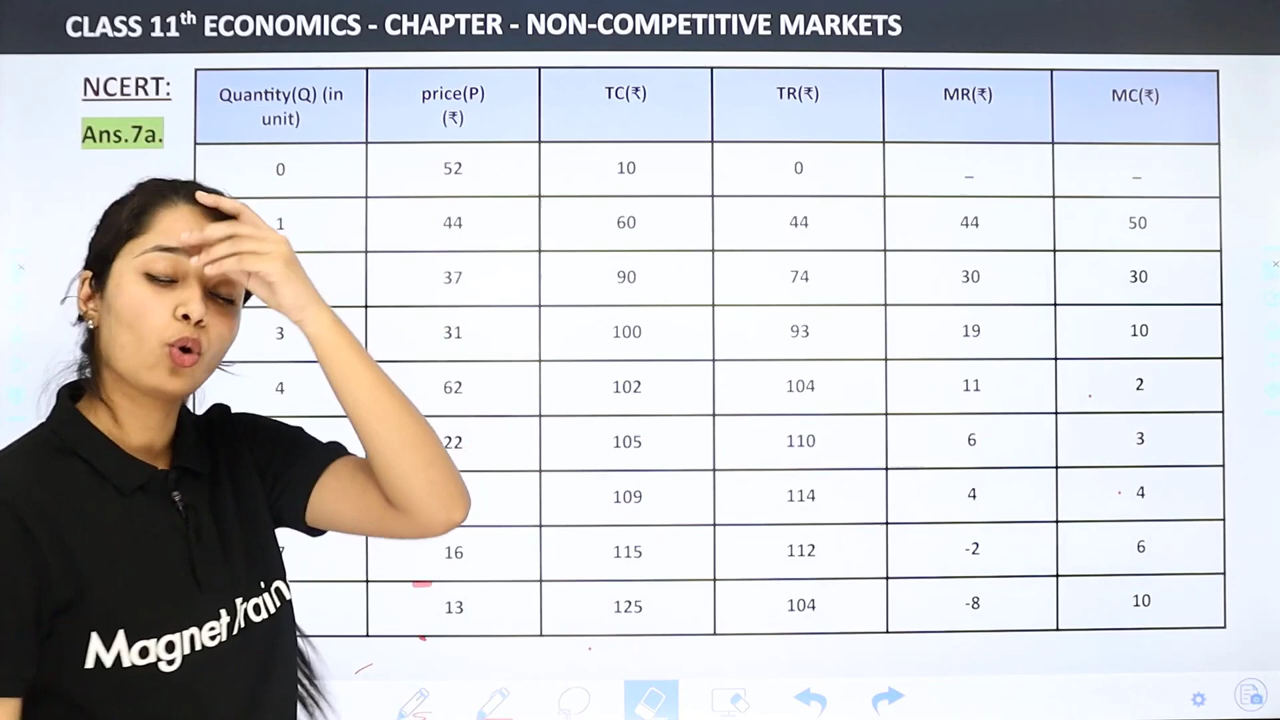 CLASS 11th ECONOMICS - CHAPTER - NON-COMPETITIVE MARKETS
NCERT:
Ans.7a.
Quantity(Q) (in unit) price(P) (₹) TC(₹) TR(₹) MR(₹) MC(₹)
0 52 10 0 _ _
1 44 60 44 44 50
37 90 74 30 30
3 31 100 93 19 10
4 62 102 104 11 2
22 105 110 6 3
109 114 4 4
7 16 115 112 -2 6
13 125 104 -8 10
Magnet Brain